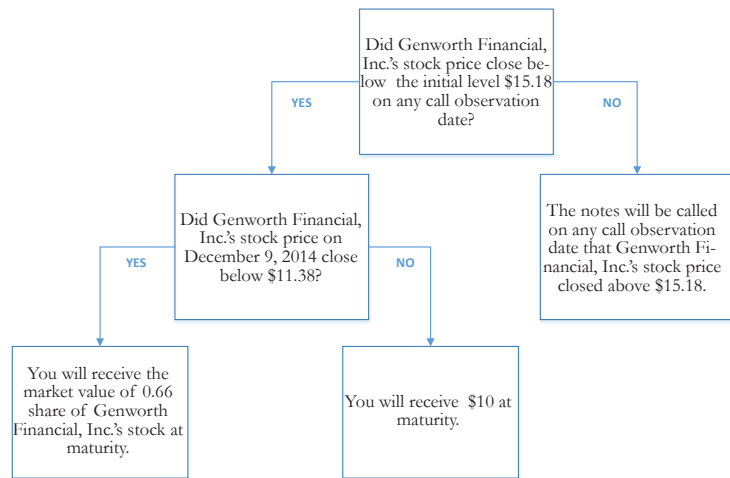 Did Genworth Financial,
Inc.'s stock price close be-
low the initial level $15.18
on any call observation
date?
YES
NO
Did Genworth Financial,
Inc.'s stock price on
December 9, 2014 close
below $11.38?
The notes will be called
on any call observation
date that Genworth Fi-
nancial, Inc.'s stock price
closed above $15.18.
YES
NO
You will receive the
market value of 0.66
share of Genworth
Financial, Inc.'s stock at
maturity.
You will receive $10 at
maturity.